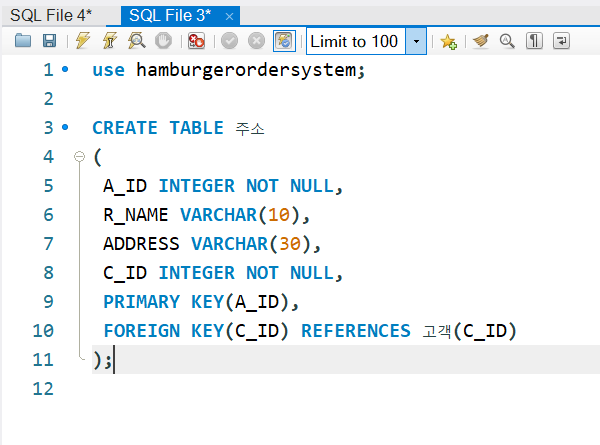 SQL File 4* SQL File 3* ×
Limit to 100
1 use hamburgerordersystem;
2
3 CREATE TABLE 주소
4 (
5 A_ID INTEGER NOT NULL,
6 R_NAME VARCHAR(10),
7 ADDRESS VARCHAR(30),
8 C_ID INTEGER NOT NULL,
9 PRIMARY KEY(A_ID),
10 FOREIGN KEY(C_ID) REFERENCES 고객(C_ID)
11 );
12